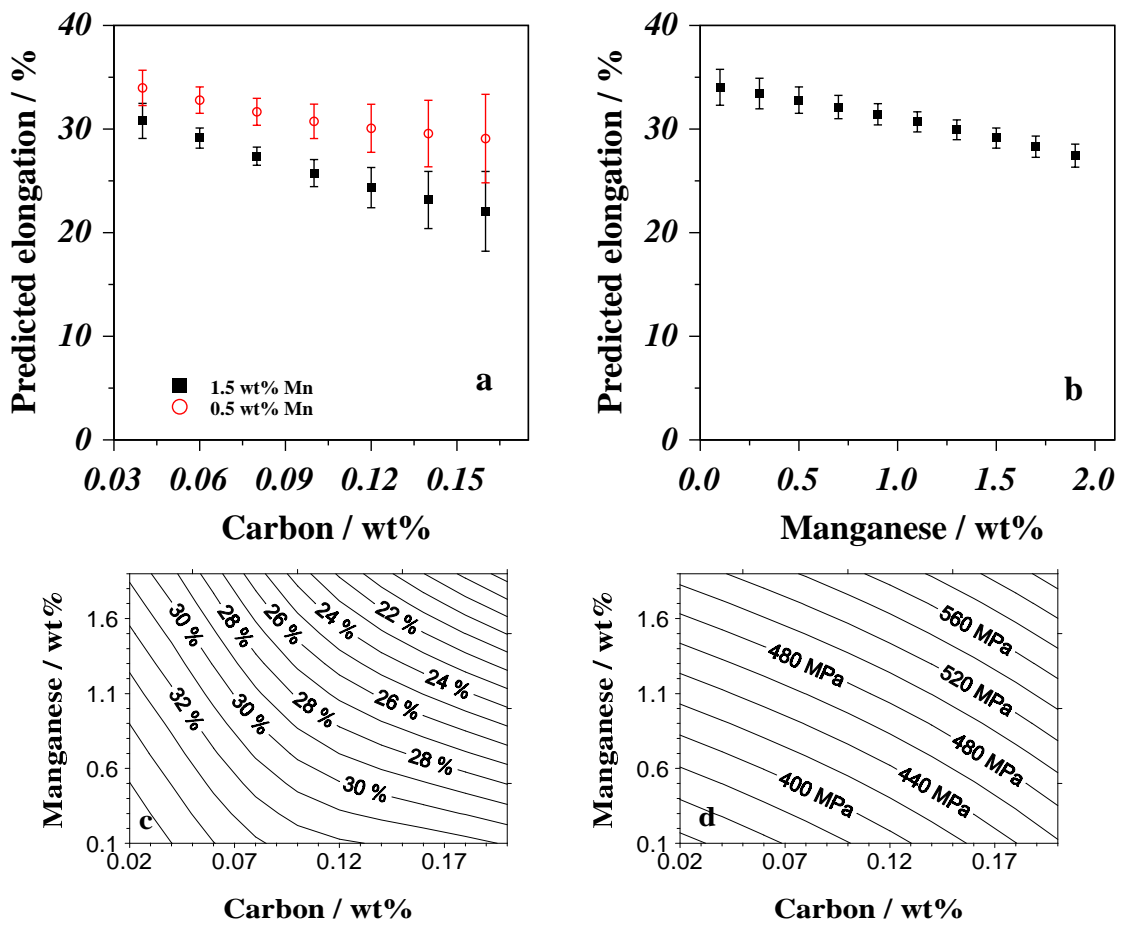 40
30
20
10
0
Predicted elongation / %
a
1.5 wt% Mn
0.5 wt% Mn
0.03 0.06 0.09 0.12 0.15
Carbon / wt%
40
30
20
10
0
Predicted elongation / %
b
0.0 0.5 1.0 1.5 2.0
Manganese / wt%
1.6
1.1
0.6
0.1
Manganese / wt%
30 %
28 %
26 %
24 %
22 %
32 %
30 %
28 %
26 %
24 %
28 %
30 %
c
0.02 0.07 0.12 0.17
Carbon / wt%
1.6
1.1
0.6
0.1
Manganese / wt%
560 MPa
480 MPa
520 MPa
480 MPa
440 MPa
400 MPa
d
0.02 0.07 0.12 0.17
Carbon / wt%